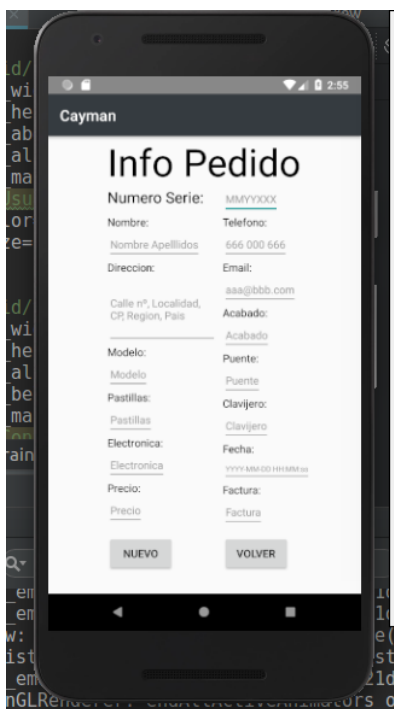 2:55
Cayman
Info Pedido
Numero Serie: MMYYXXX
Nombre: Telefono:
Nombre Apelllidos 666 000 666
Direccion: Email:
aaa@bbb.com
Calle nº, Localidad,
CP, Region, Pais
Acabado:
Acabado
Modelo: Puente:
Modelo Puente
Pastillas: Clavijero:
Pastillas Clavijero
Electronica: Fecha:
Electronica YYYY-MM-DD HH:MM:ss
Precio: Factura:
Precio Factura
NUEVO VOLVER